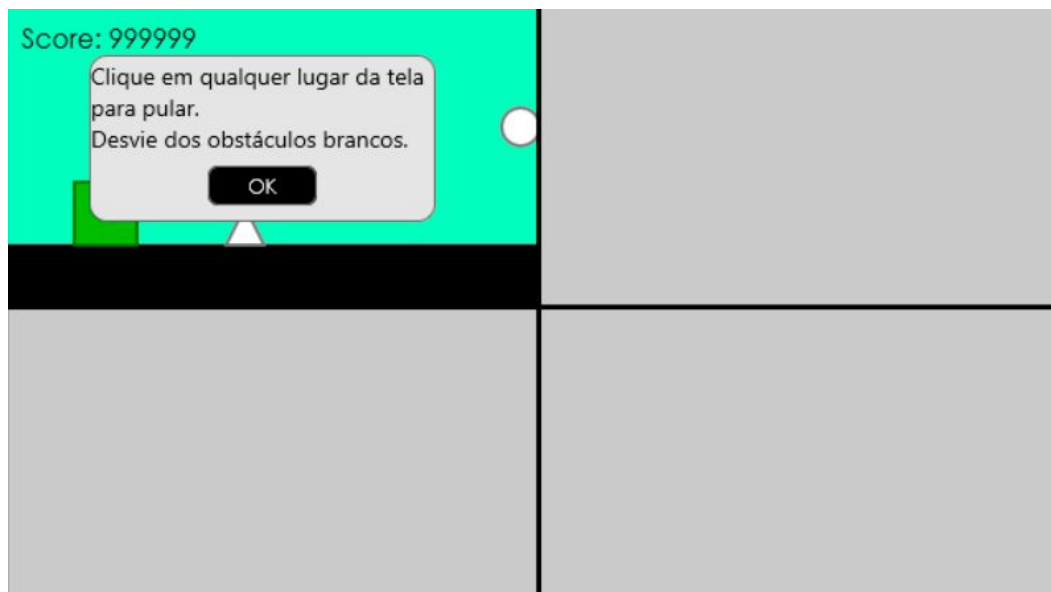 Score: 999999
Clique em qualquer lugar da tela
para pular.
Desvie dos obstáculos brancos.
OK